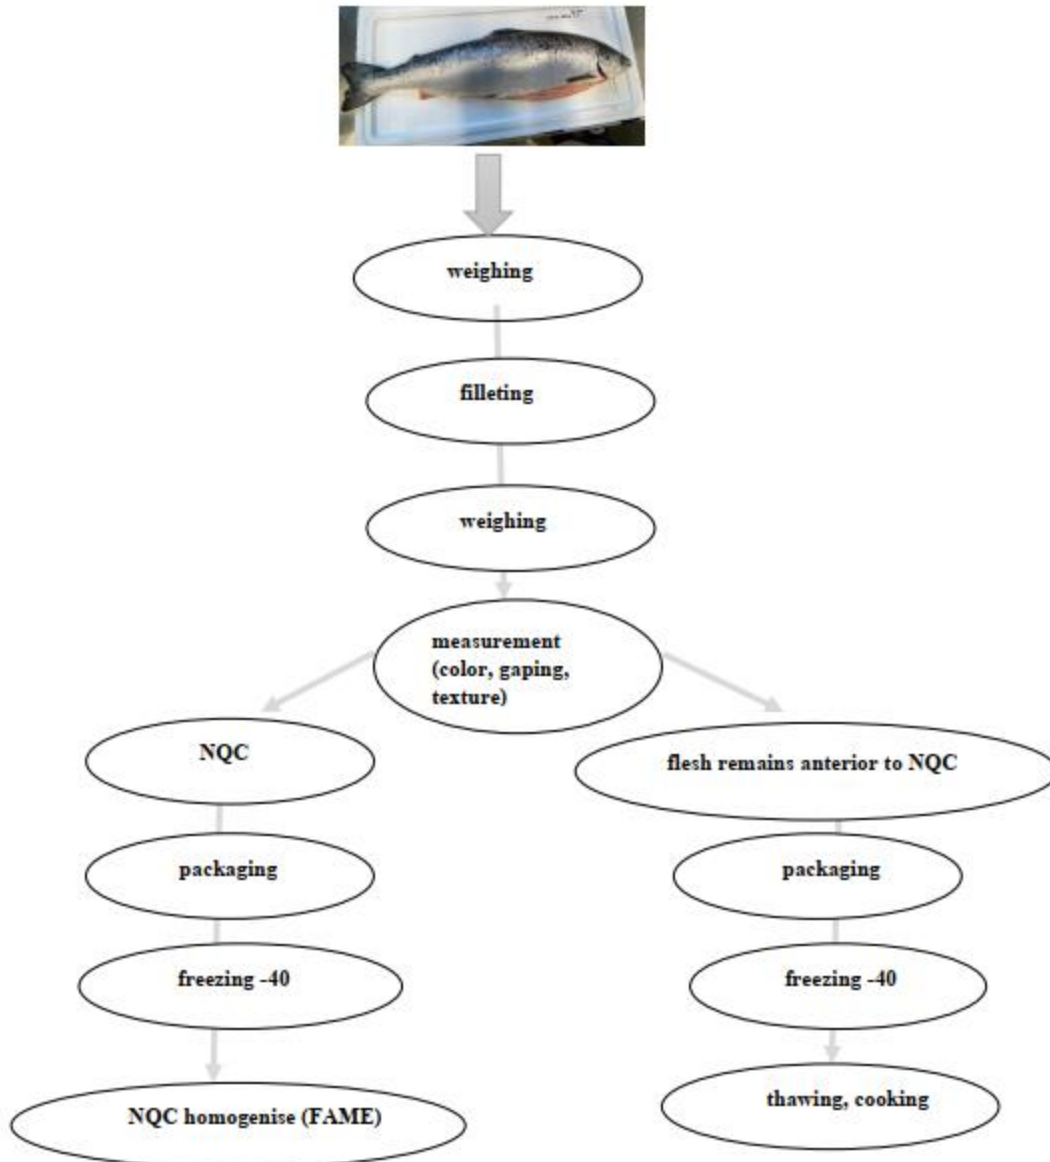 weighing
filleting
weighing
measurement
(color, gaping,
texture)
NQC
flesh remains anterior to NQC
packaging
packaging
freezing -40
freezing -40
NQC homogenise (FAME)
thawing, cooking